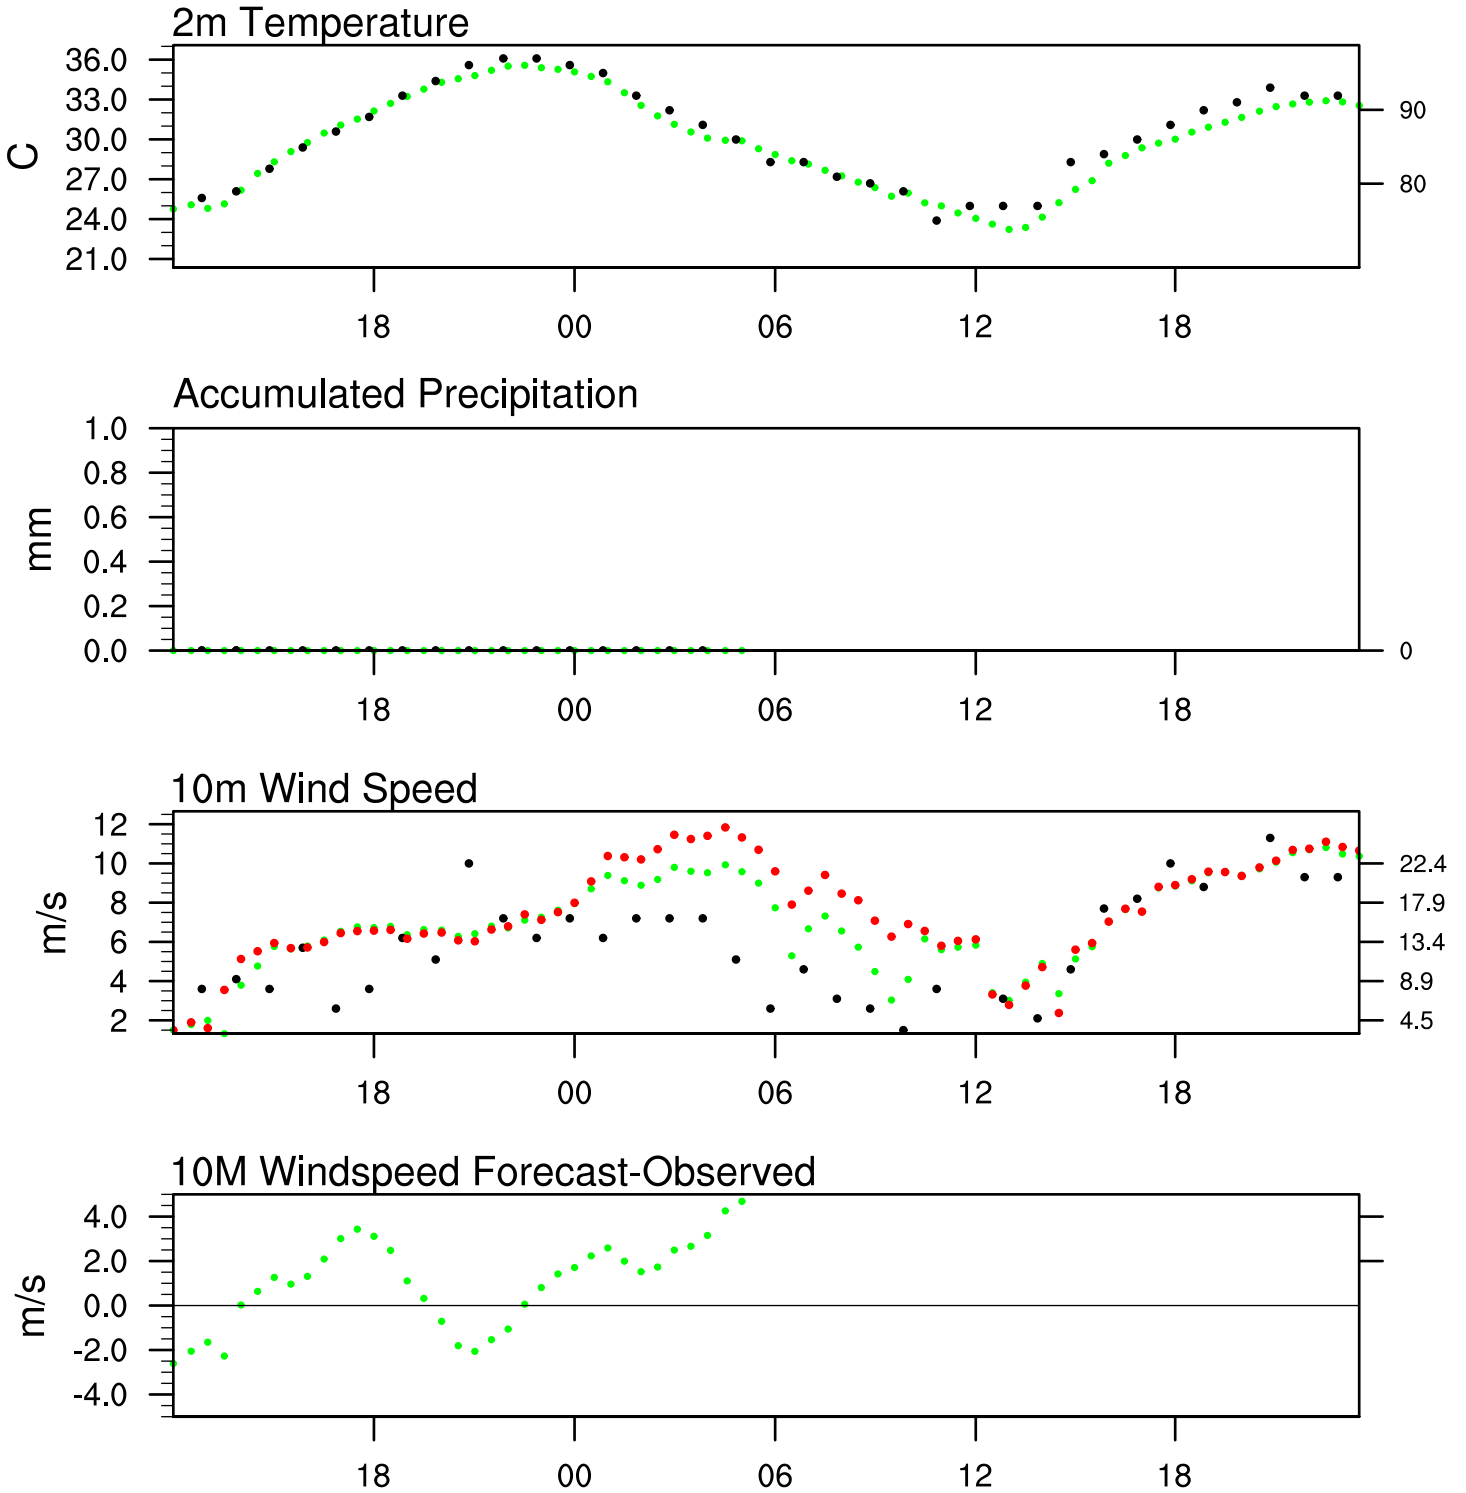 2m Temperature
36.0
33.0
30.0
27.0
24.0
21.0
C
90
80
18 00 06 12 18
Accumulated Precipitation
1.0
0.8
0.6
0.4
0.2
0.0
mm
0
18 00 06 12 18
10m Wind Speed
12
10
8
6
4
2
m/s
22.4
17.9
13.4
8.9
4.5
18 00 06 12 18
10M Windspeed Forecast-Observed
4.0
2.0
0.0
-2.0
-4.0
m/s
18 00 06 12 18